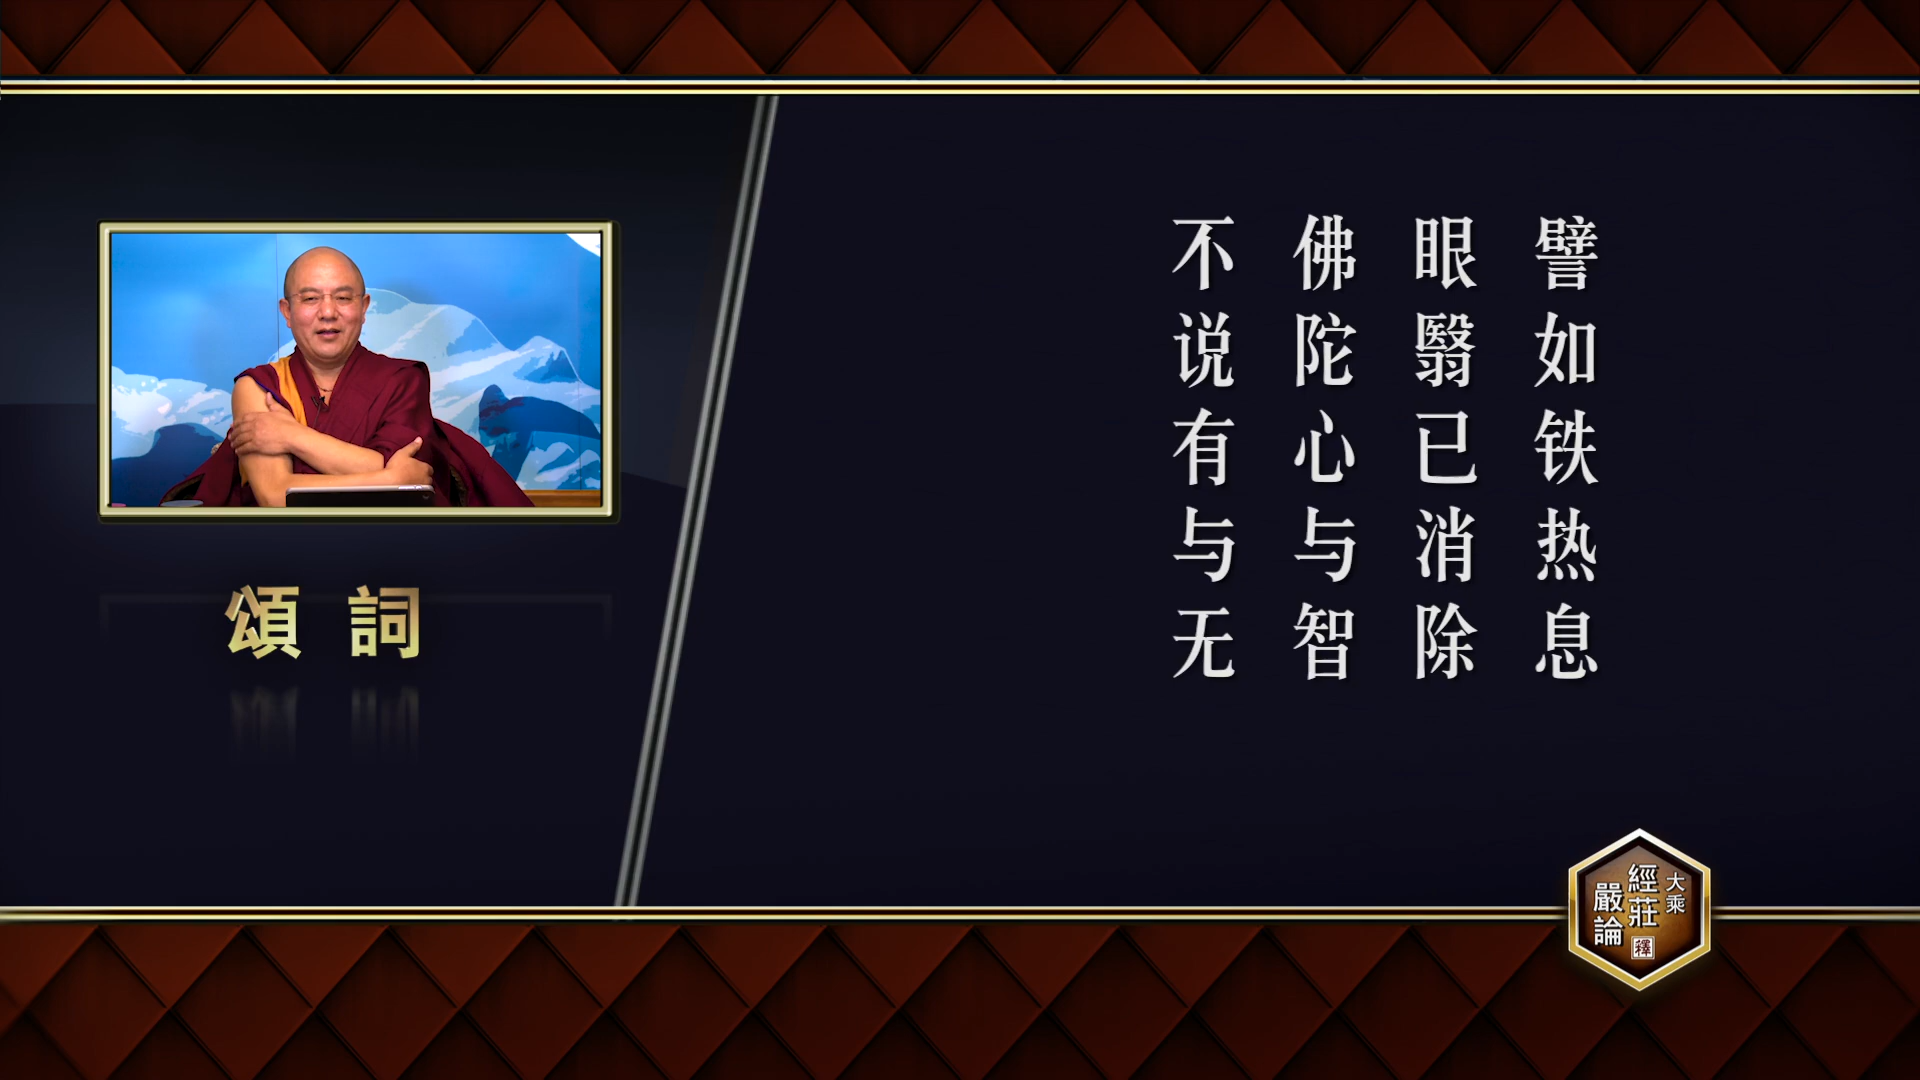 譬如铁热息
眼翳已消除
佛陀心与智
不说有与无
頌詞
大乘
經莊
嚴論
釋